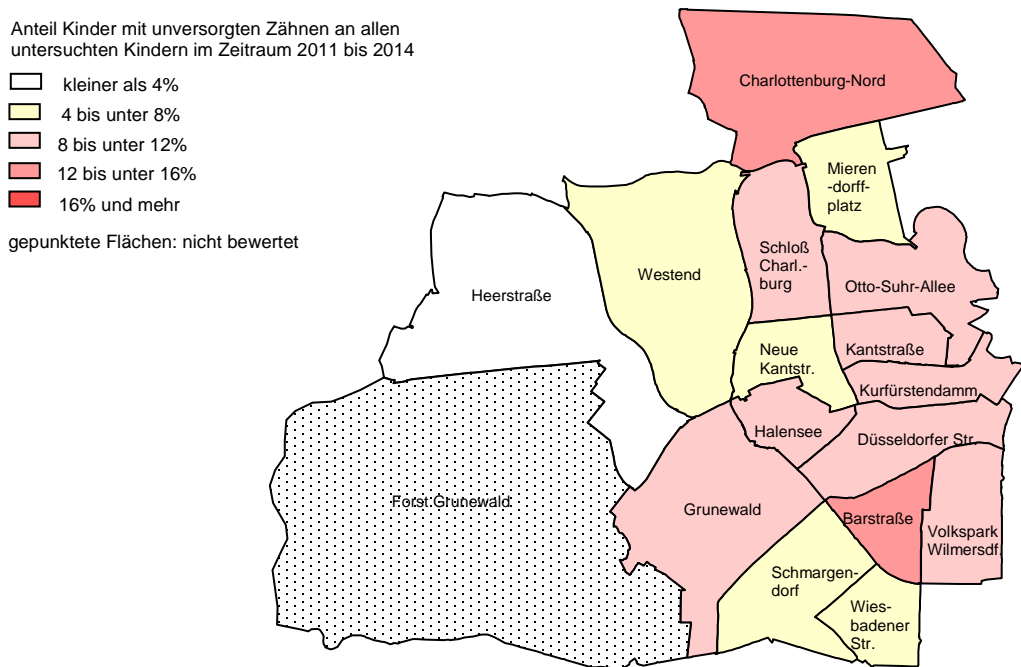 Anteil Kinder mit unversorgten Zähnen an allen
untersuchten Kindern im Zeitraum 2011 bis 2014
kleiner als 4%
4 bis unter 8%
8 bis unter 12%
12 bis unter 16%
16% und mehr
gepunktete Flächen: nicht bewertet
Charlottenburg-Nord
Mieren
-dorff-
platz
Schloß
Charl.-
burg
Westend
Otto-Suhr-Allee
Heerstraße
Neue
Kantstr.
Kantstraße
Kurfürstendamm
Halensee
Düsseldorfer Str.
Forst Grunewald
Grunewald
Barstraße
Volkspark
Wilmersdf.
Schmargen-
dorf
Wies-
badener
Str.